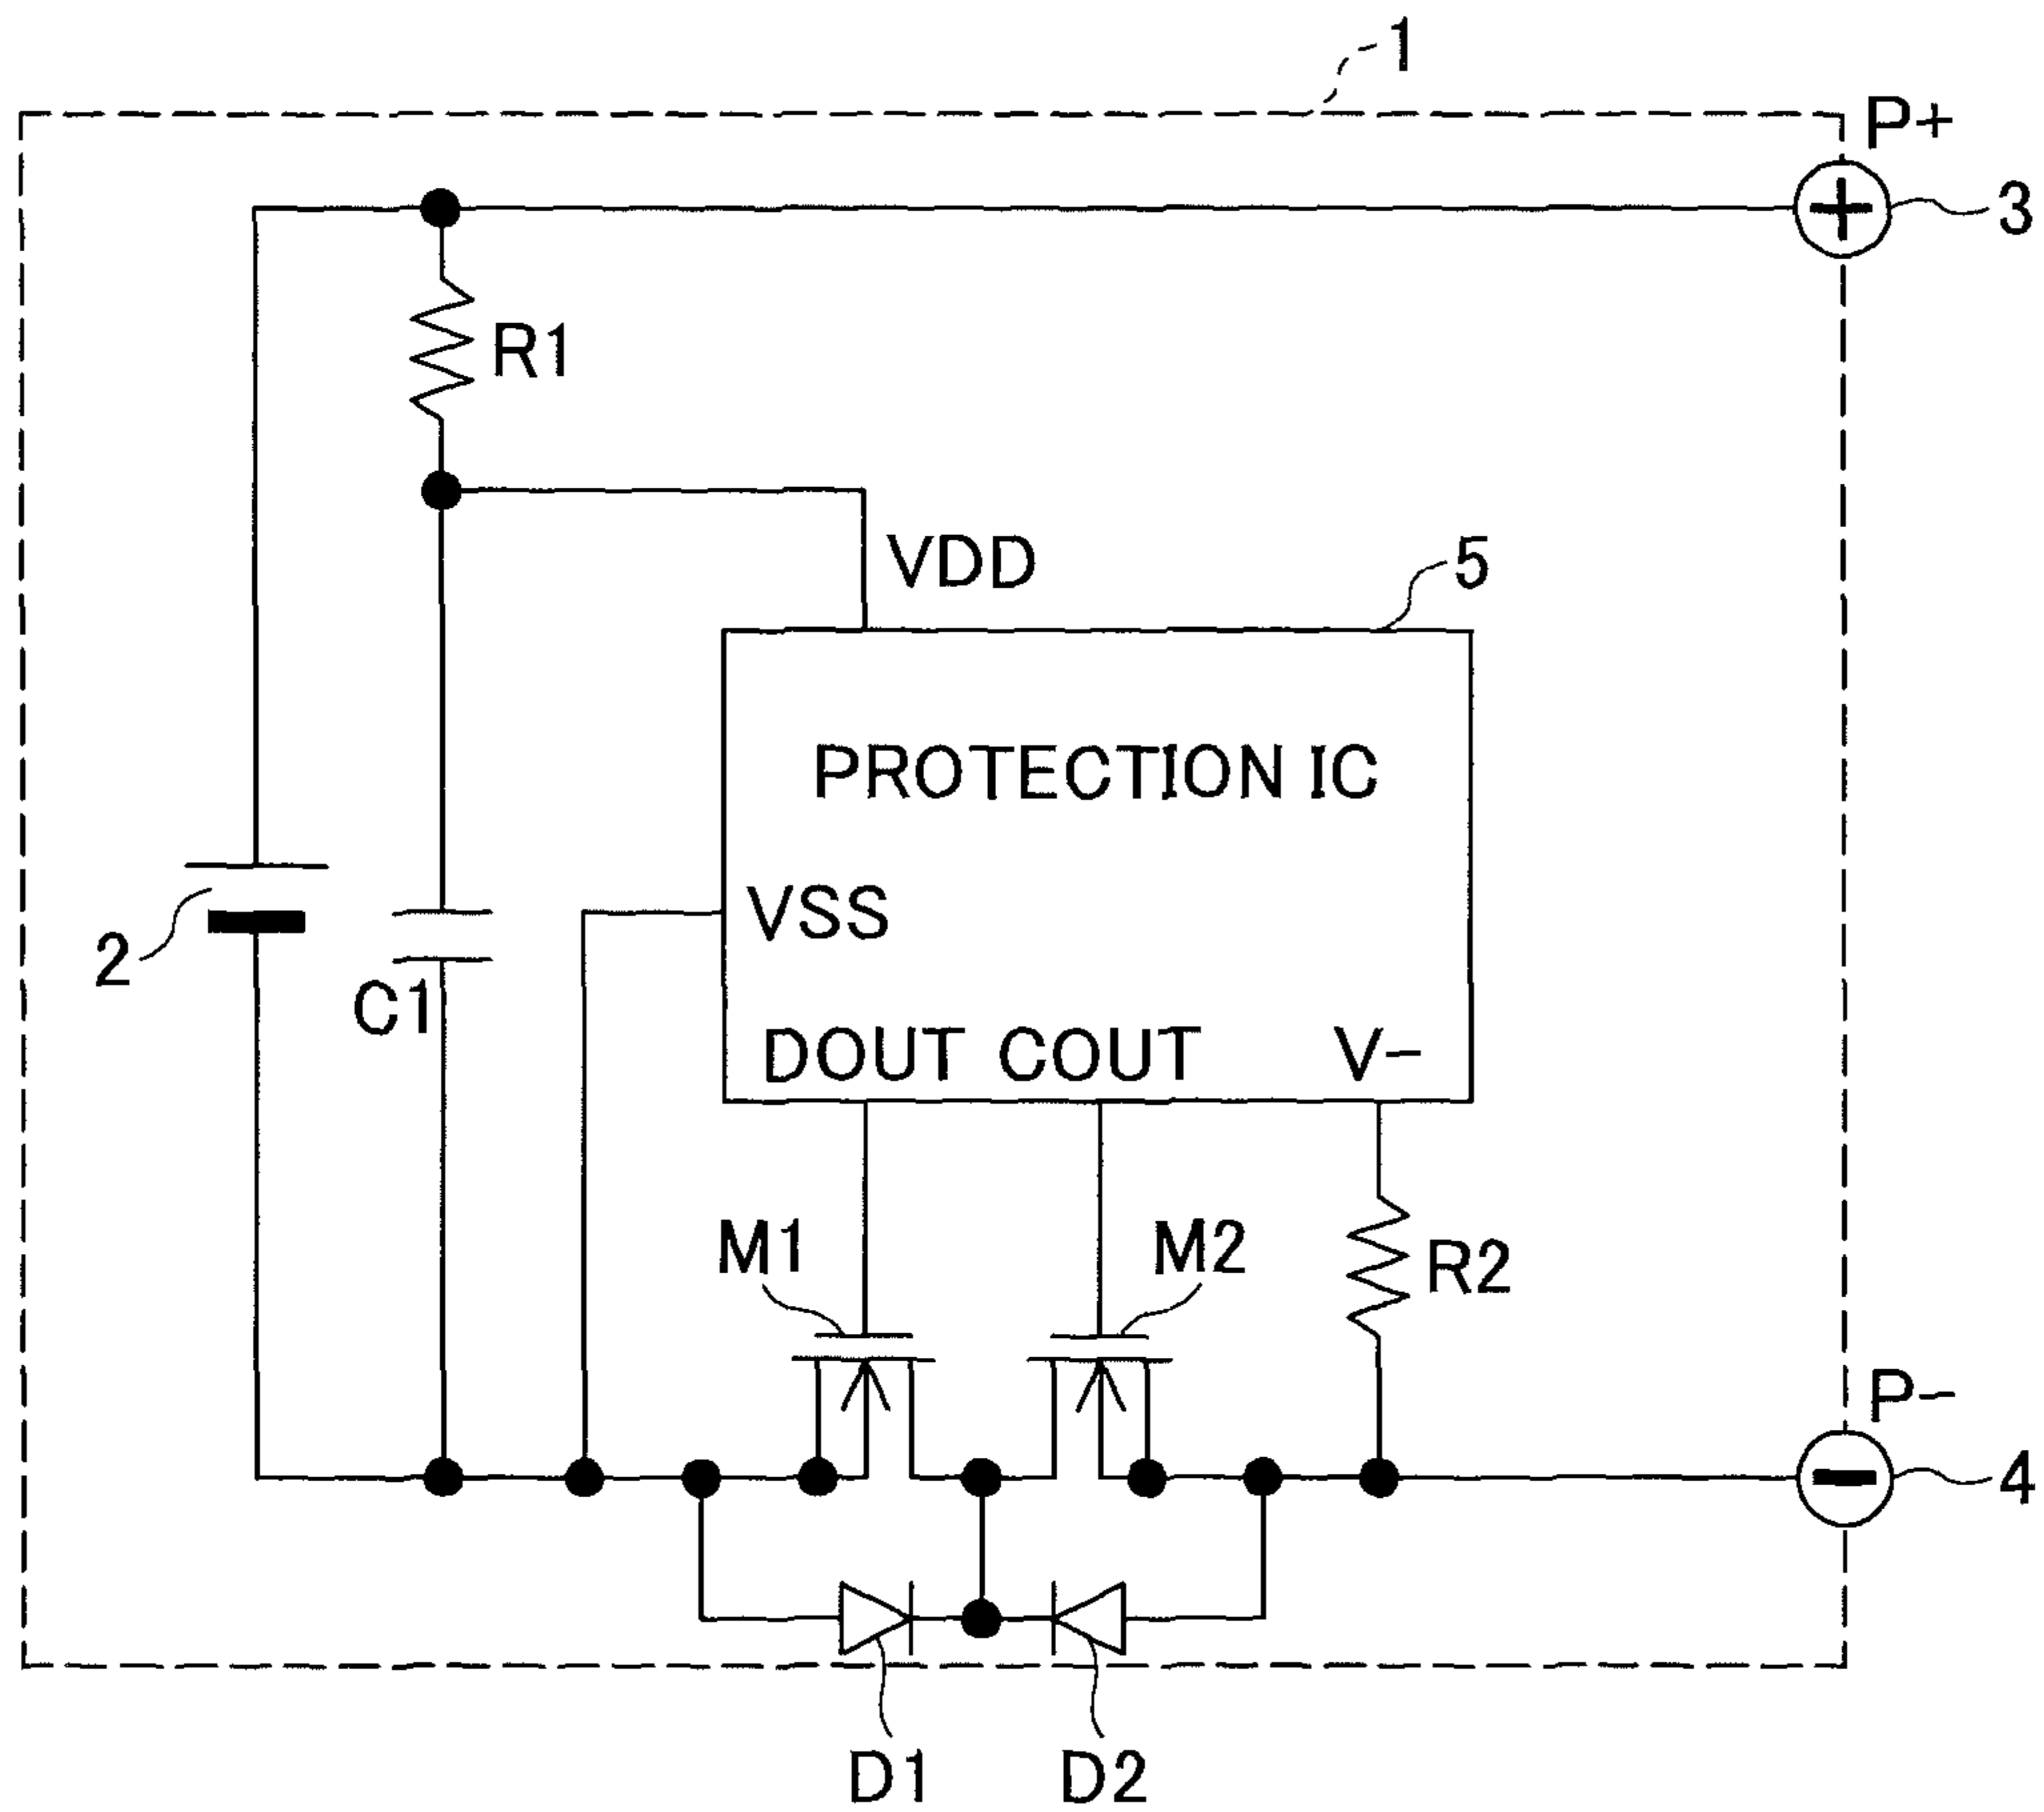 1
P+
3
R1
VDD
5
PROTECTION IC
VSS
2
C1
DOUT COUT V-
M1
M2
R2
P-
4
D1
D2